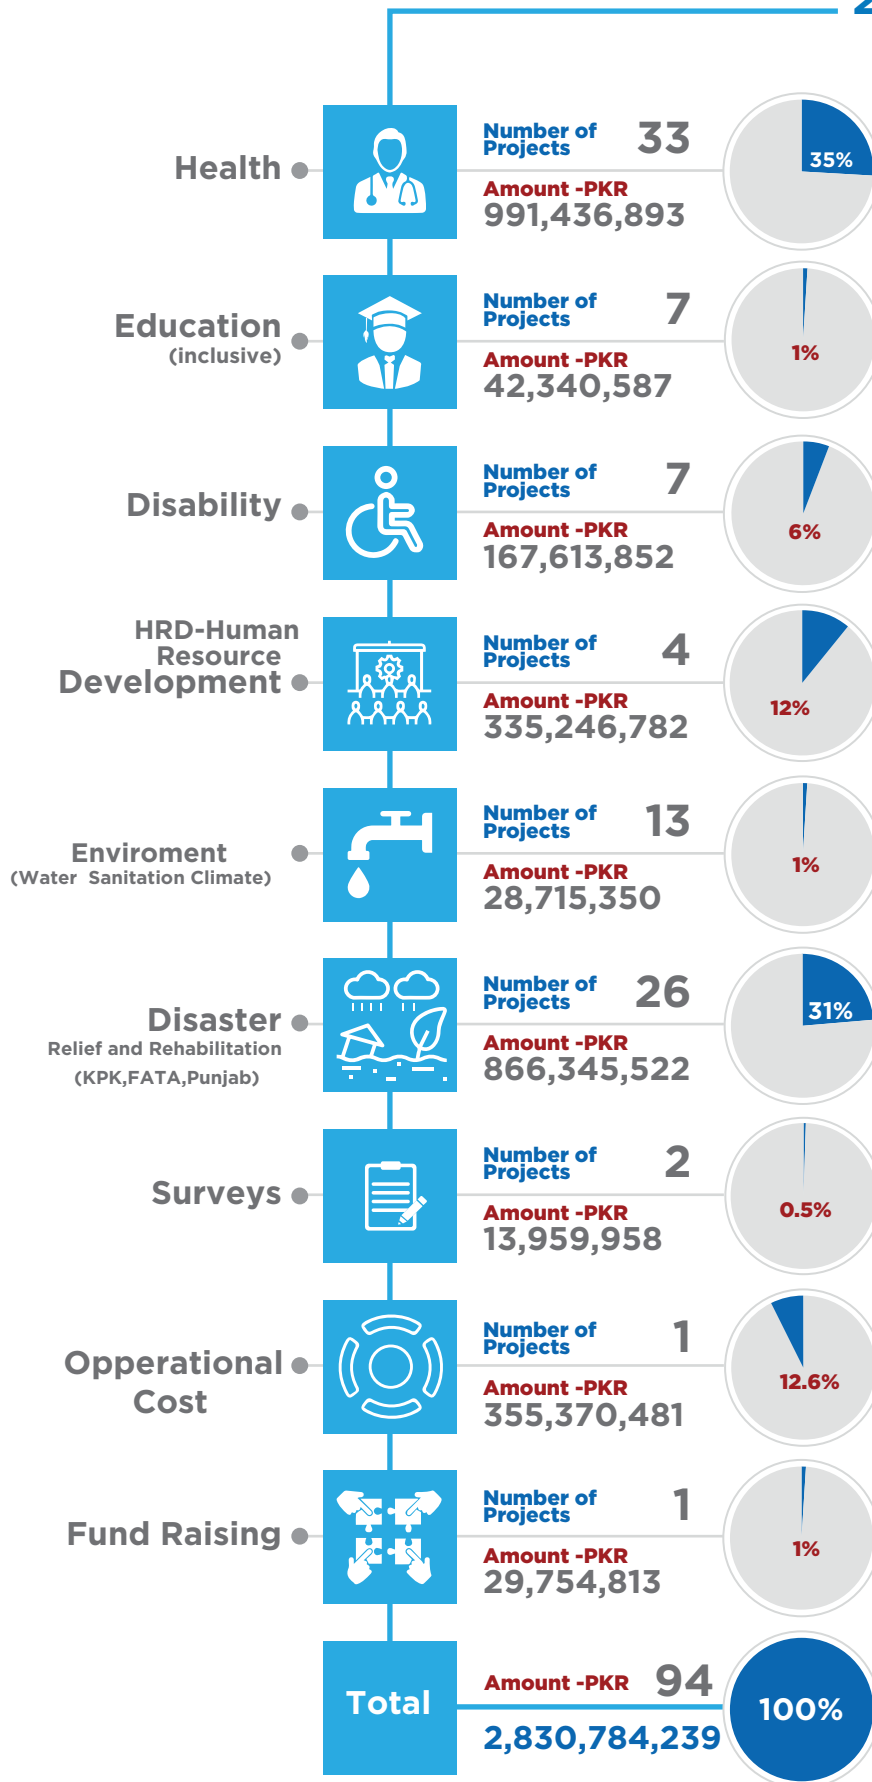 Health
Number of
Projects
33
Amount -PKR
991,436,893
35%
Education
(inclusive)
Number of
Projects
7
Amount -PKR
42,340,587
1%
Disability
Number of
Projects
7
Amount -PKR
167,613,852
6%
HRD-Human
Resource
Development
Number of
Projects
4
Amount -PKR
335,246,782
12%
Enviroment
(Water Sanitation Climate)
Number of
Projects
13
Amount -PKR
28,715,350
1%
Disaster
Relief and Rehabilitation
(KPK,FATA,Punjab)
Number of
Projects
26
Amount -PKR
866,345,522
31%
Surveys
Number of
Projects
2
Amount -PKR
13,959,958
0.5%
Opperational
Cost
Number of
Projects
1
Amount -PKR
355,370,481
12.6%
Fund Raising
Number of
Projects
1
Amount -PKR
29,754,813
1%
Total
Amount -PKR
94
2,830,784,239
100%